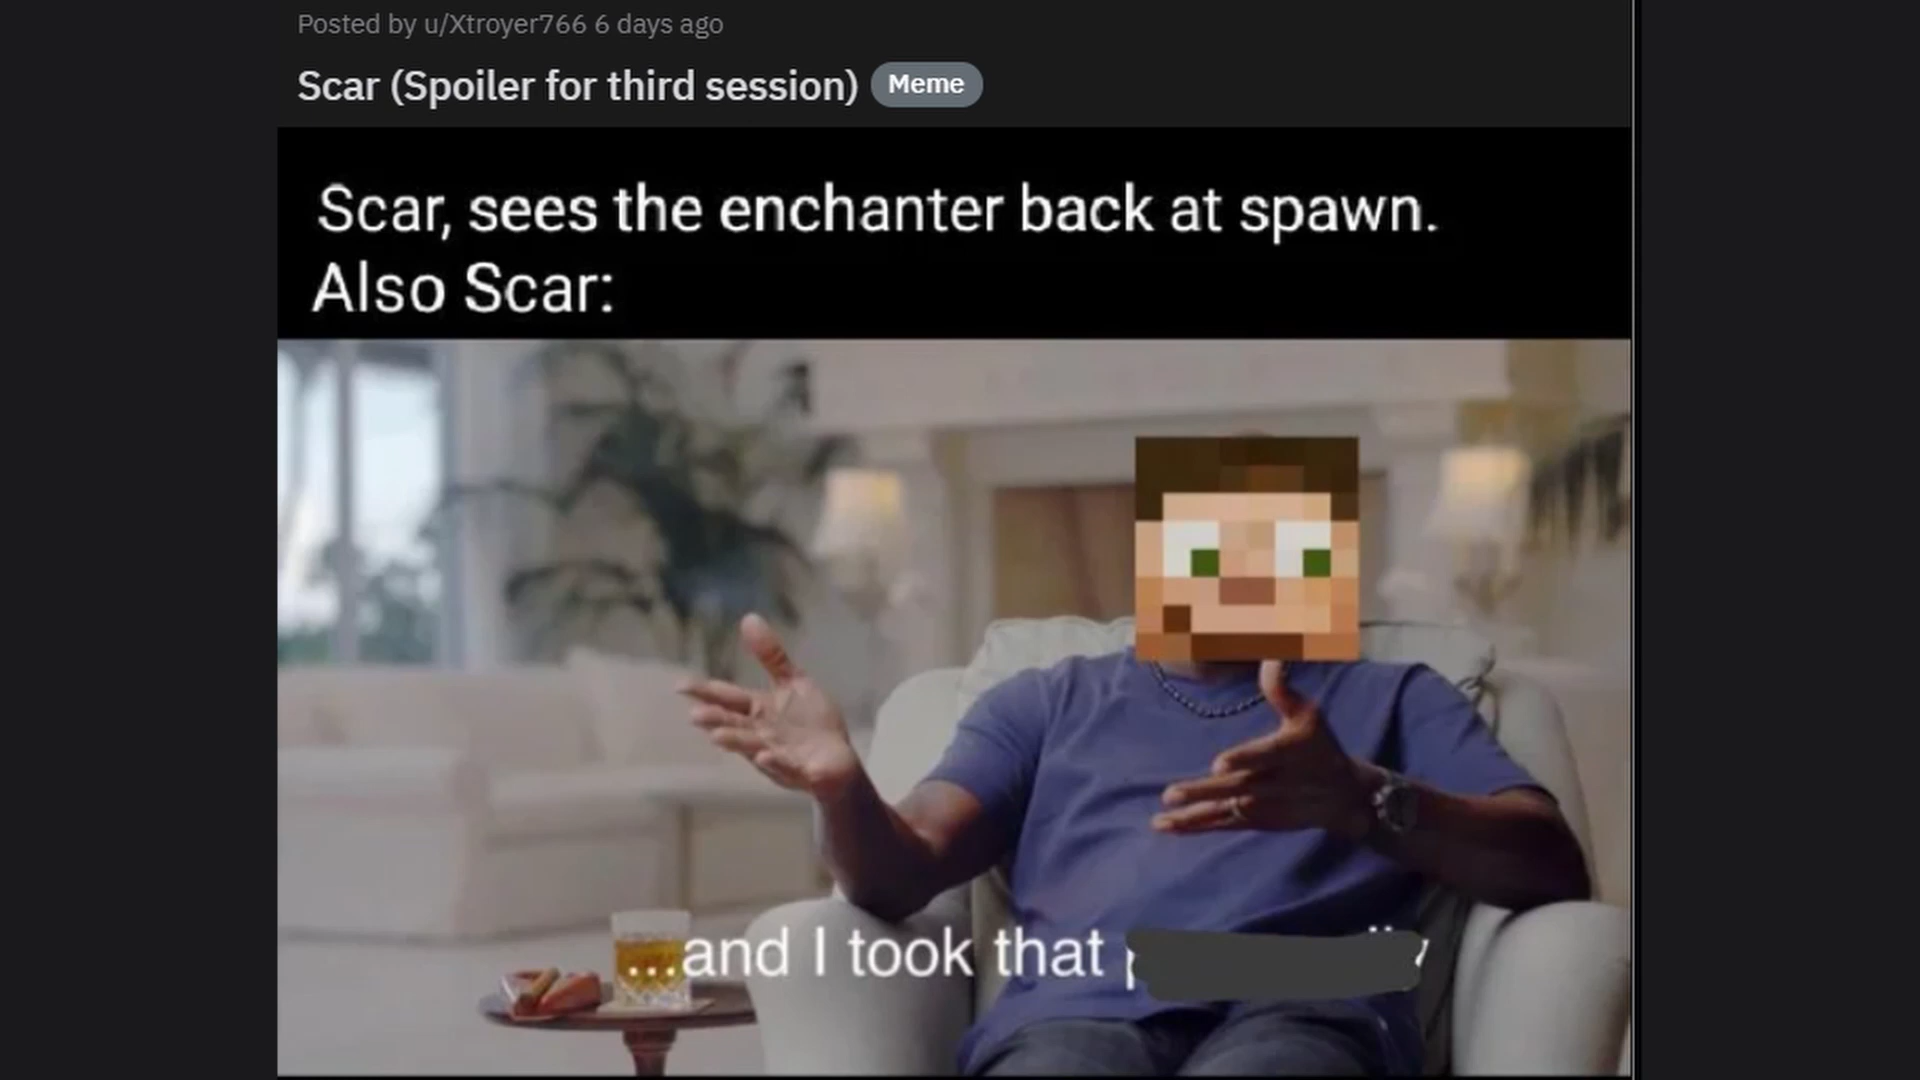 Posted by u/Xtroyer766 6 days ago
Scar (Spoiler for third session) Meme
Scar, sees the enchanter back at spawn.
Also Scar:
...and I took that